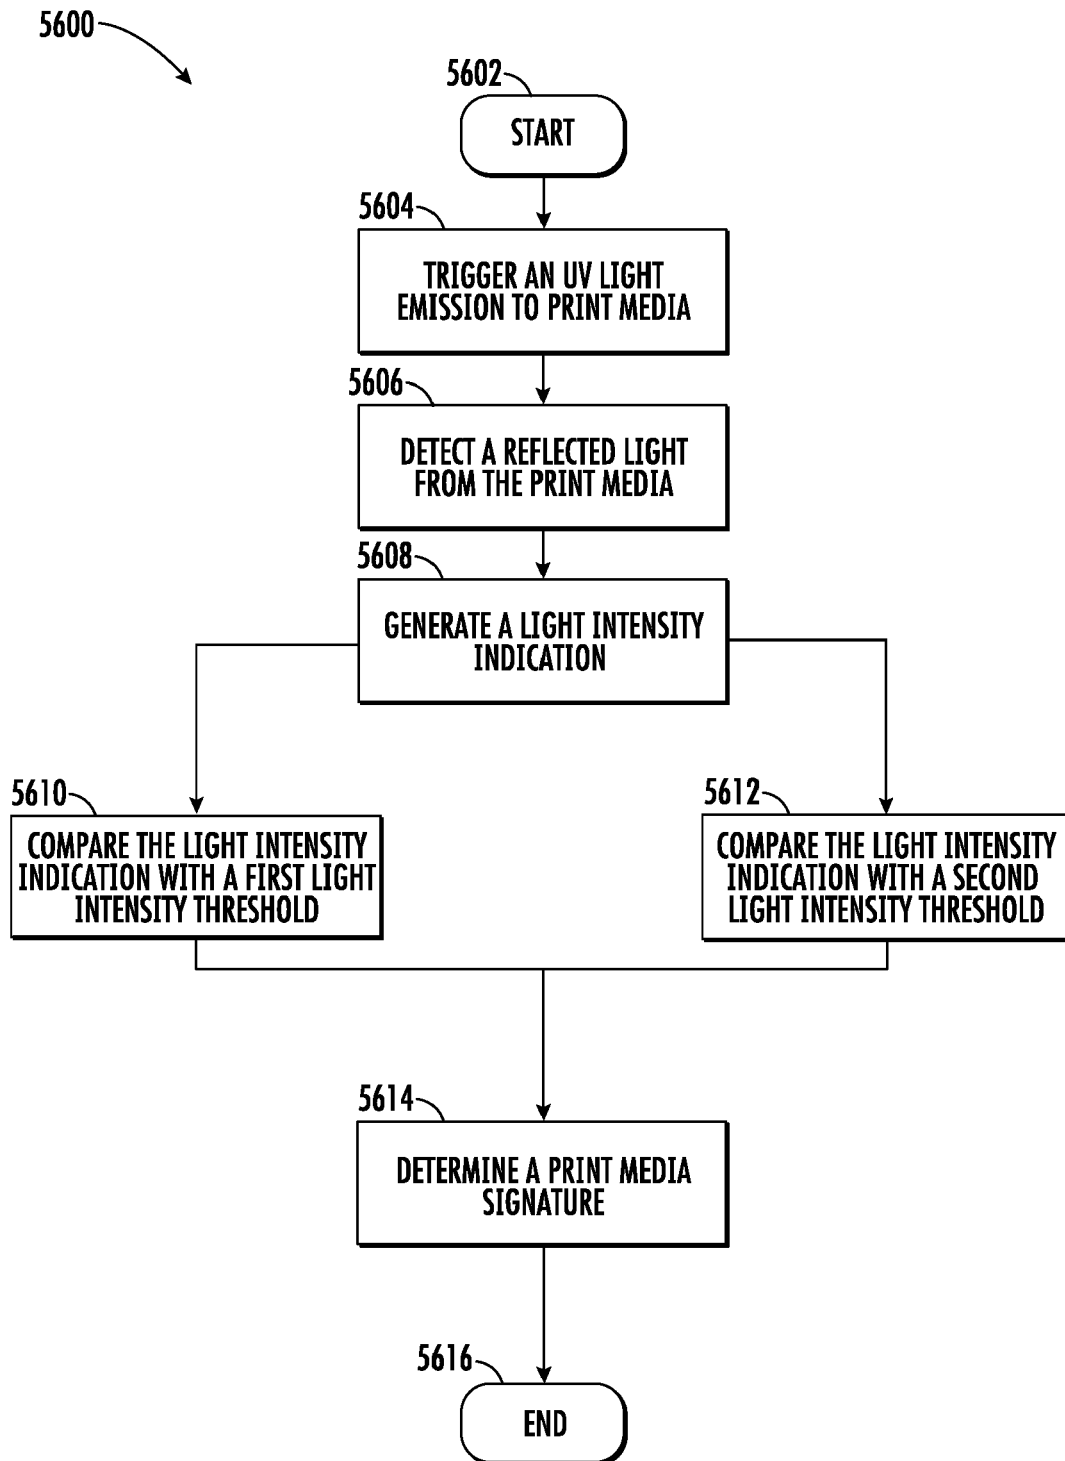 5600
5602
START
5604
TRIGGER AN UV LIGHT
EMISSION TO PRINT MEDIA
5606
DETECT A REFLECTED LIGHT
FROM THE PRINT MEDIA
5608
GENERATE A LIGHT INTENSITY
INDICATION
5610
COMPARE THE LIGHT INTENSITY
INDICATION WITH A FIRST LIGHT
INTENSITY THRESHOLD
5612
COMPARE THE LIGHT INTENSITY
INDICATION WITH A SECOND
LIGHT INTENSITY THRESHOLD
5614
DETERMINE A PRINT MEDIA
SIGNATURE
5616
END